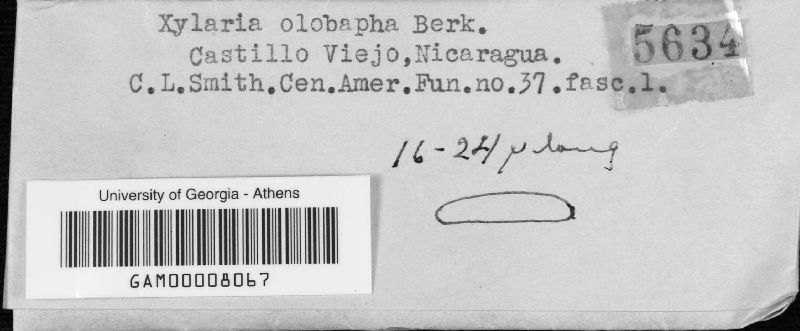 Xylaria olobapha Berk.
5634
Castillo Viejo,Nicaragua.
C.L.Smith.Cen.Amer.Fun.no.37.fasc.1.
16-24 µ long
University of Georgia - Athens
GAM00008067